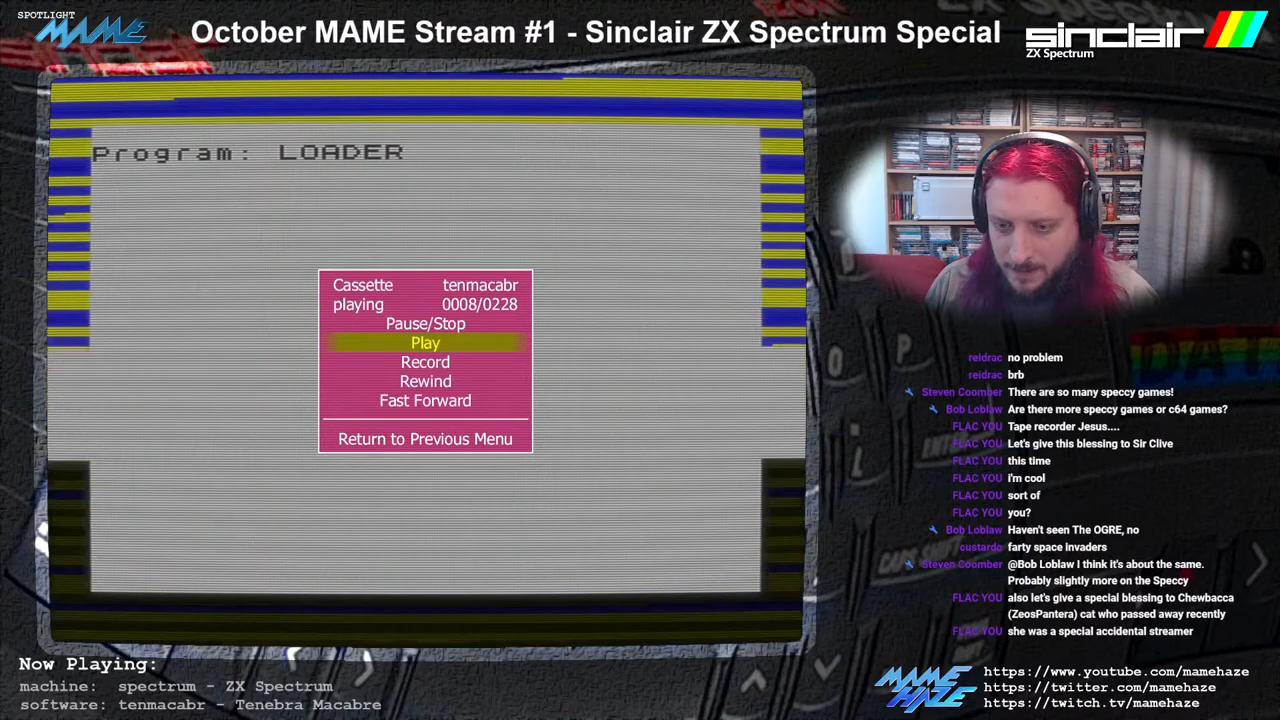 SPOTLIGHT
MAME
October MAME Stream #1 - Sinclair ZX Spectrum Special
sinclair
ZX Spectrum
Program: LOADER
Cassette tenmacabr
playing 0008/0228
Pause/Stop
Play
Record
Rewind
Fast Forward
Return to Previous Menu
reidrac no problem
reidrac brb
Steven Coomber There are so many speccy games!
Bob Loblaw Are there more speccy games or c64 games?
FLAC YOU Tape recorder Jesus....
FLAC YOU Let's give this blessing to Sir Clive
FLAC YOU this time
FLAC YOU i'm cool
FLAC YOU sort of
FLAC YOU you?
Bob Loblaw Haven't seen The OGRE, no
custardo farty space invaders
Steven Coomber @Bob Loblaw I think it's about the same.
Probably slightly more on the Speccy
FLAC YOU also let's give a special blessing to Chewbacca
(ZeosPantera) cat who passed away recently
FLAC YOU she was a special accidental streamer
Now Playing:
machine: spectrum - ZX Spectrum
software: tenmacabr - Tenebra Macabre
MAME
HAZE
https://www.youtube.com/mamehaze
https://twitter.com/mamehaze
https://twitch.tv/mamehaze